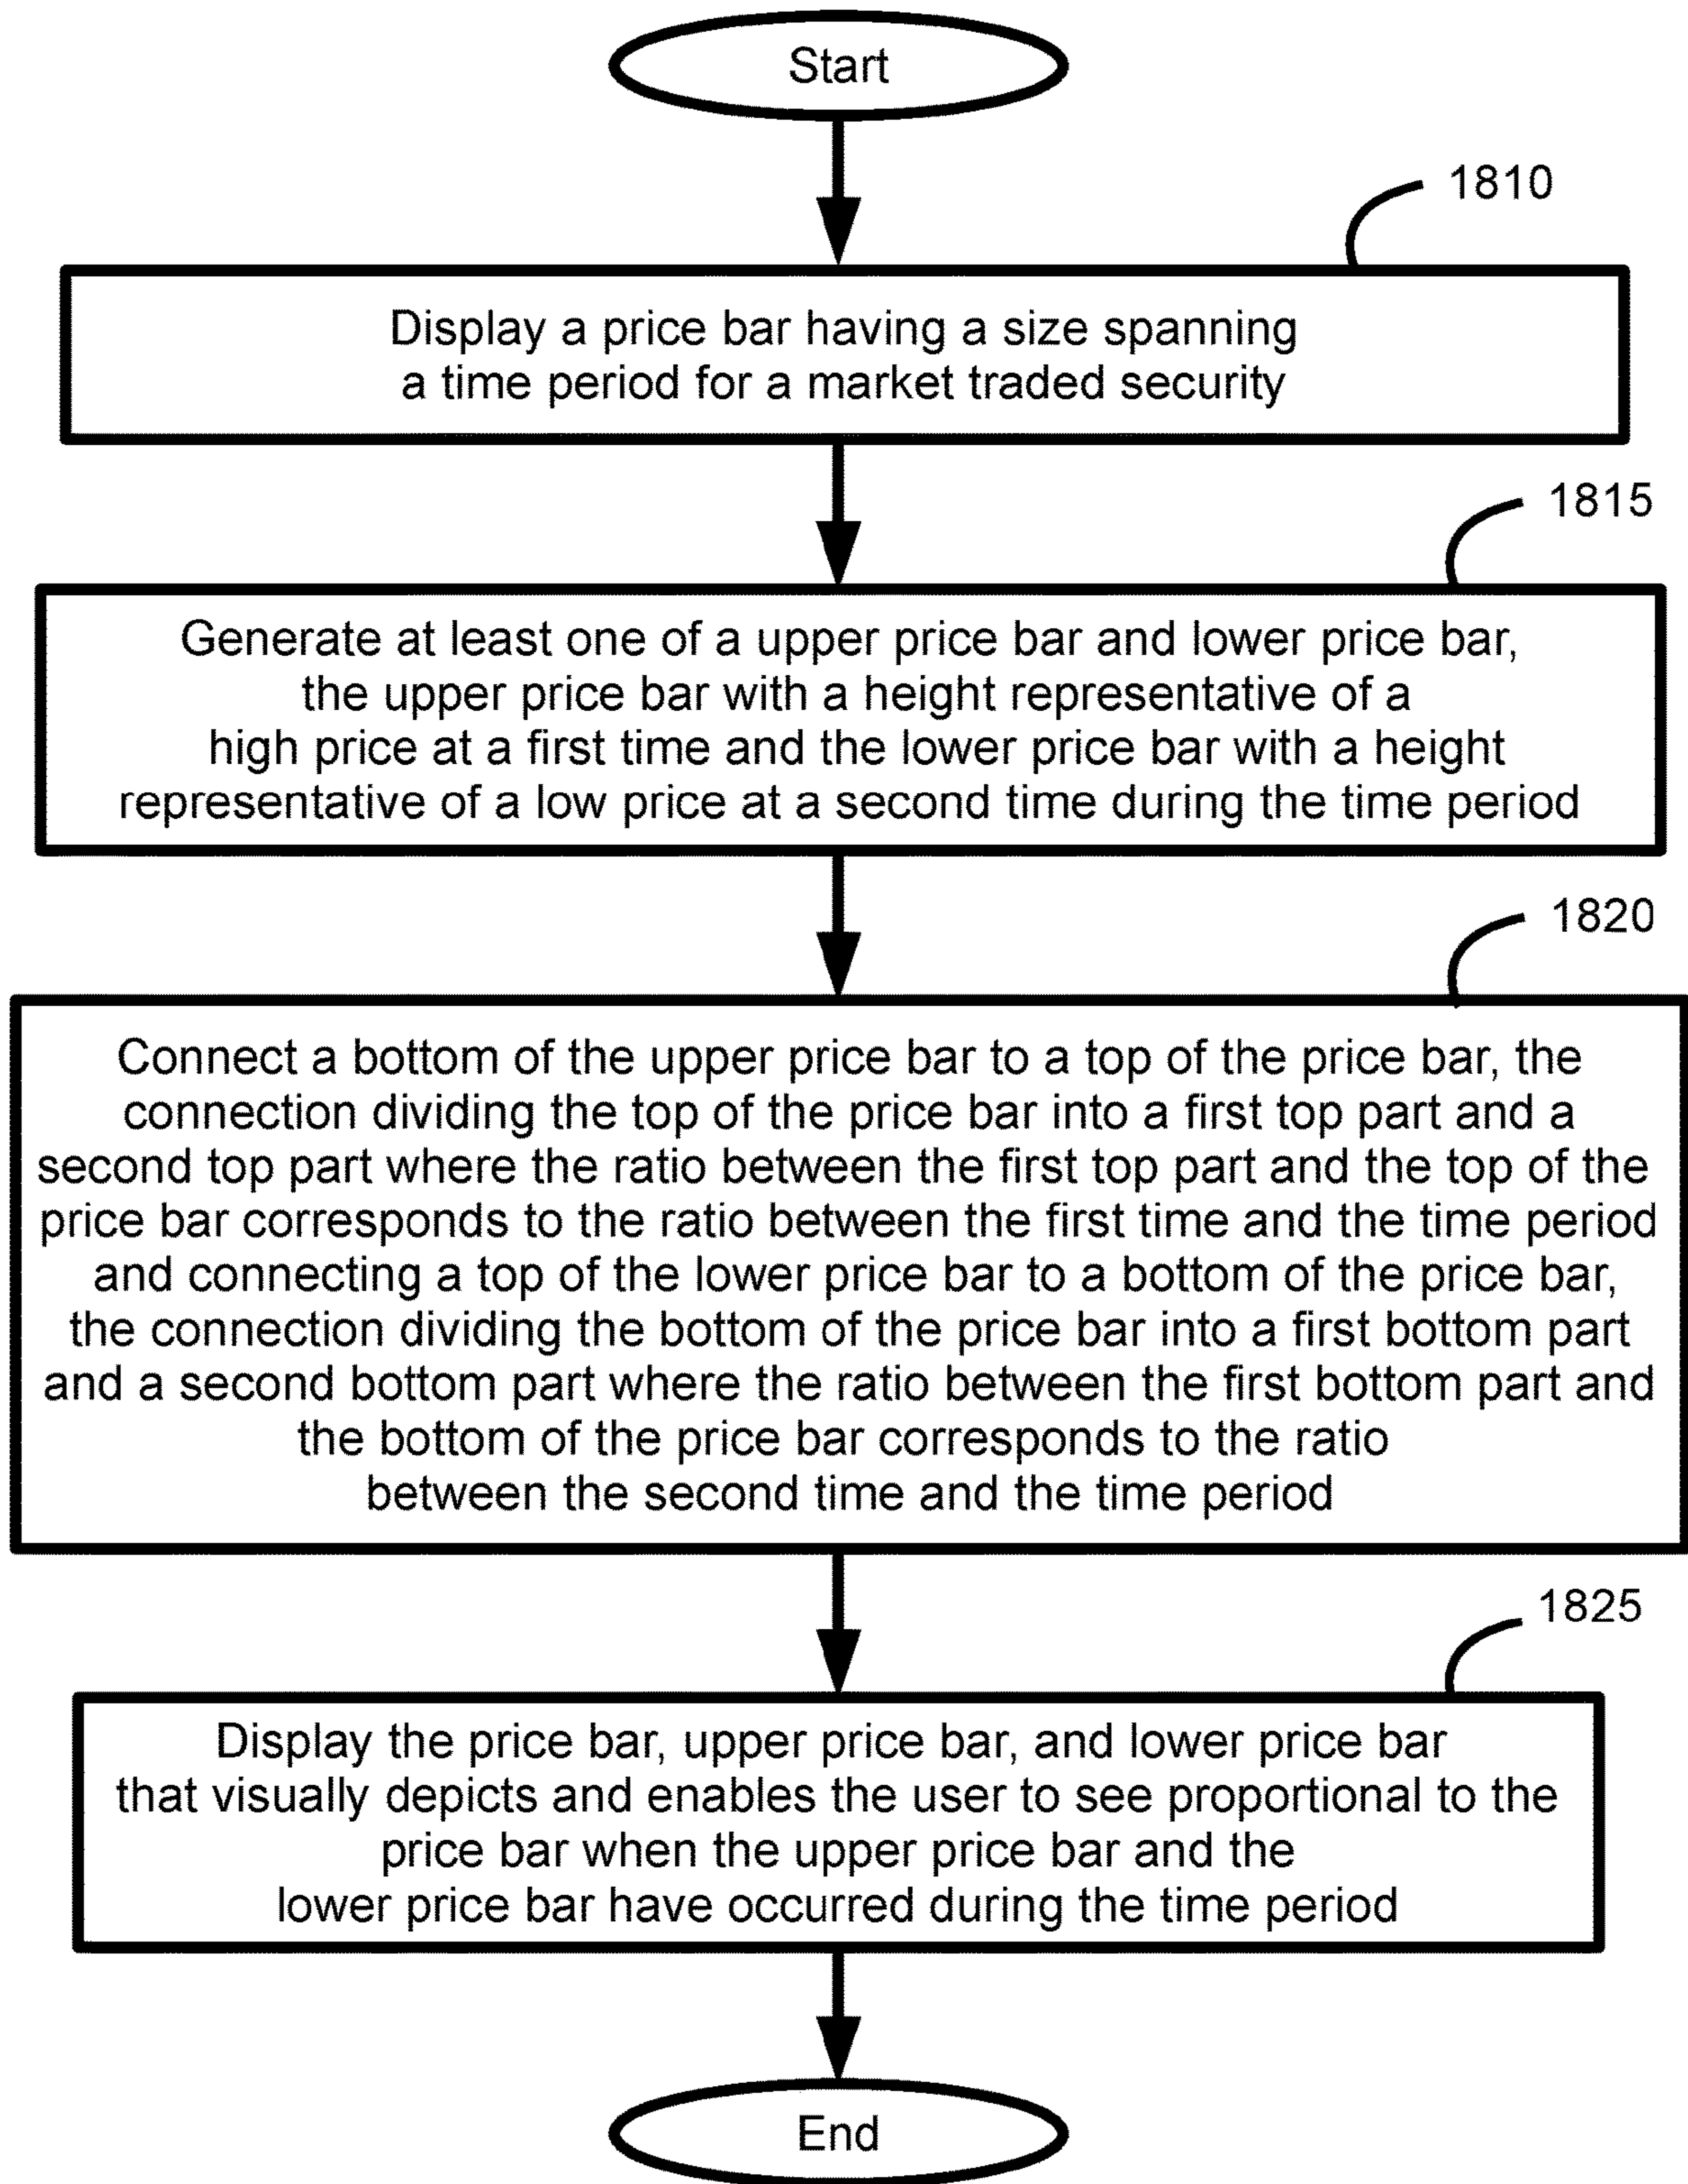 Start
1810
Display a price bar having a size spanning
a time period for a market traded security
1815
Generate at least one of a upper price bar and lower price bar,
the upper price bar with a height representative of a
high price at a first time and the lower price bar with a height
representative of a low price at a second time during the time period
1820
Connect a bottom of the upper price bar to a top of the price bar, the
connection dividing the top of the price bar into a first top part and a
second top part where the ratio between the first top part and the top of the
price bar corresponds to the ratio between the first time and the time period
and connecting a top of the lower price bar to a bottom of the price bar,
the connection dividing the bottom of the price bar into a first bottom part
and a second bottom part where the ratio between the first bottom part and
the bottom of the price bar corresponds to the ratio
between the second time and the time period
1825
Display the price bar, upper price bar, and lower price bar
that visually depicts and enables the user to see proportional to the
price bar when the upper price bar and the
lower price bar have occurred during the time period
End